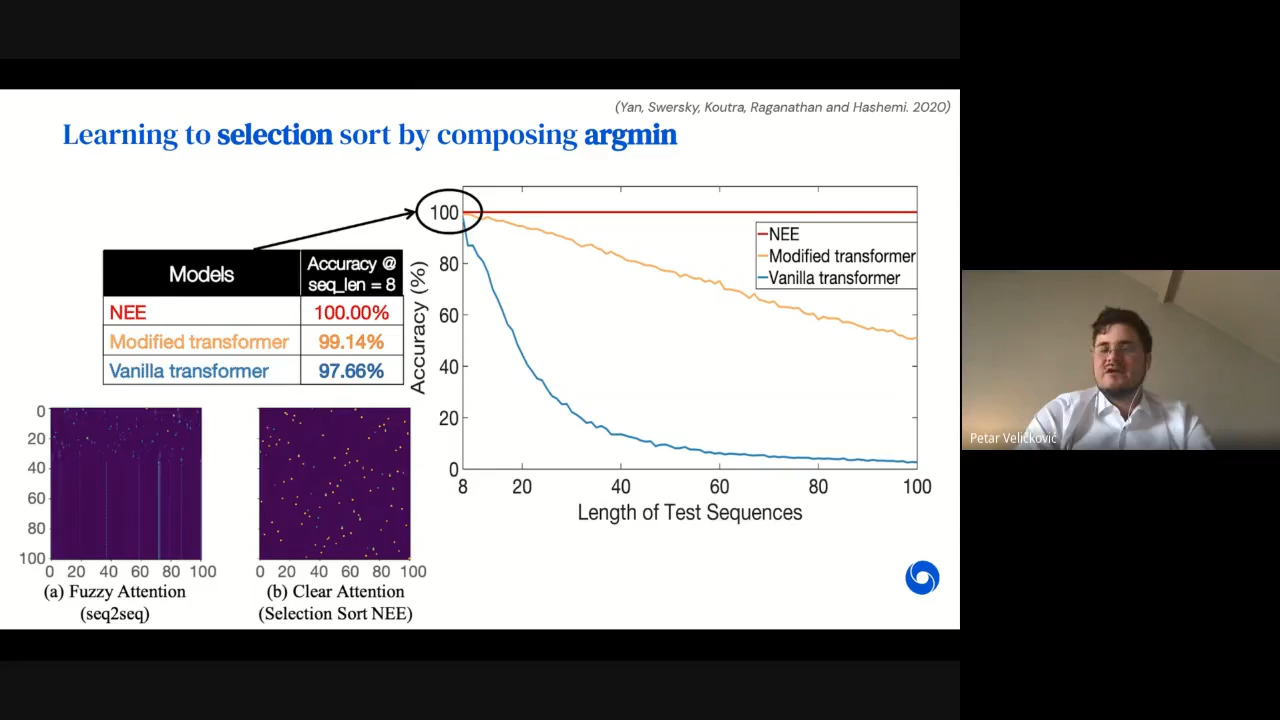 (Yan, Swersky, Koutra, Raganathan and Hashemi. 2020)
Learning to selection sort by composing argmin
Models
Accuracy @
seq_len = 8
NEE 100.00%
Modified transformer 99.14%
Vanilla transformer 97.66%
100
80
60
40
20
0
Accuracy (%)
8 20 40 60 80 100
Length of Test Sequences
NEE
Modified transformer
Vanilla transformer
0
20
40
60
80
100
0 20 40 60 80 100
(a) Fuzzy Attention
(seq2seq)
0 20 40 60 80 100
(b) Clear Attention
(Selection Sort NEE)
Petar Veličković